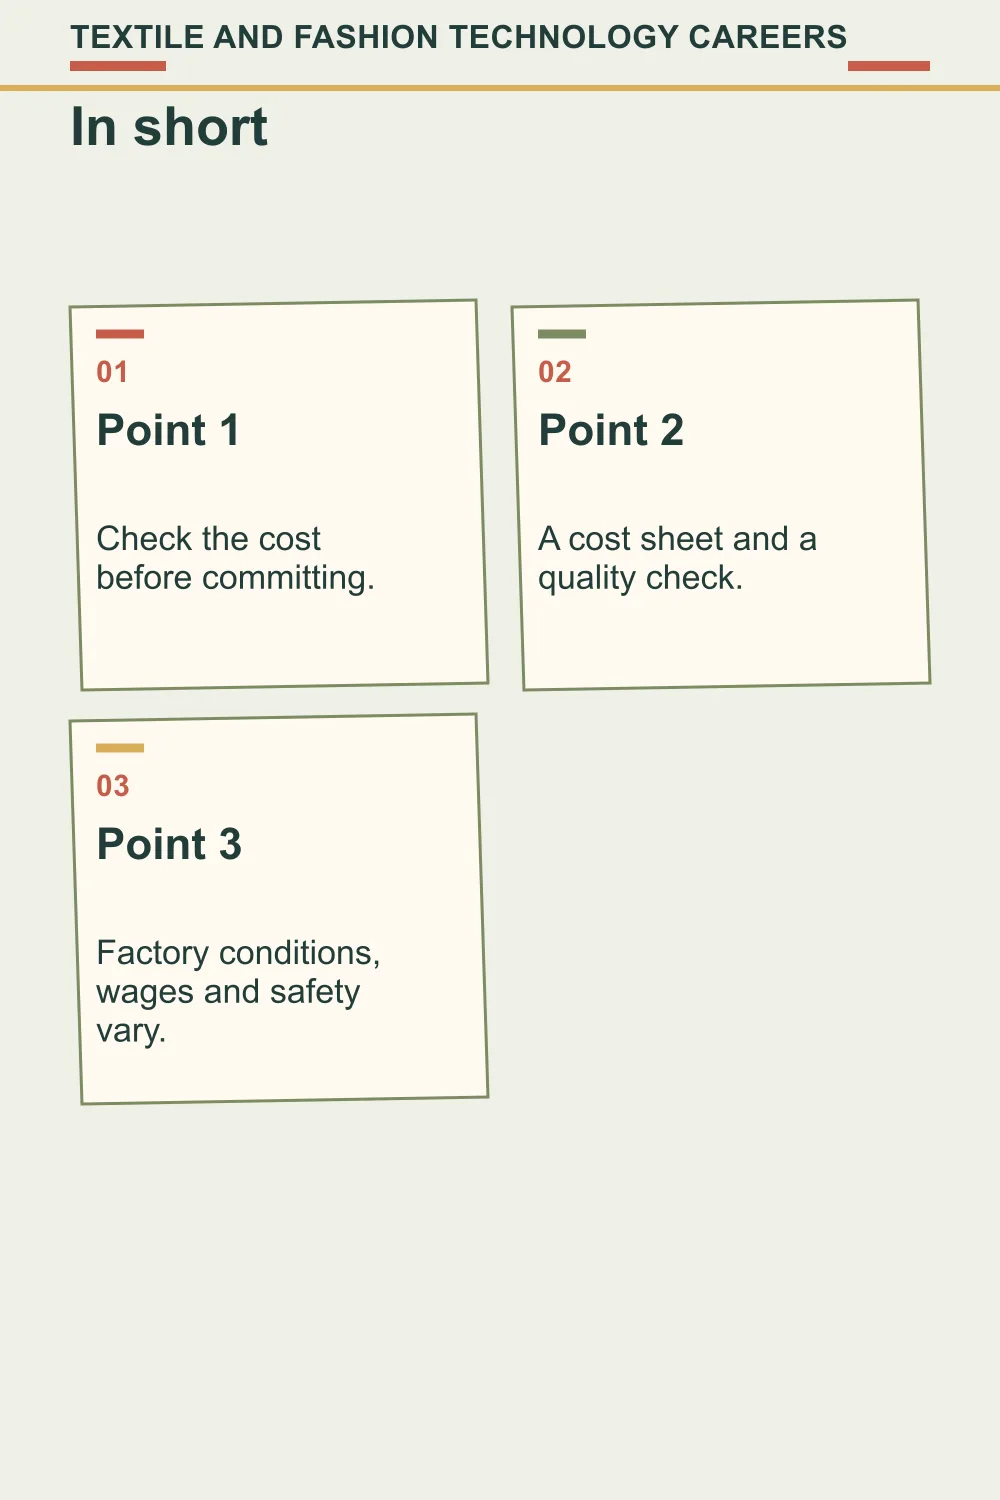 TEXTILE AND FASHION TECHNOLOGY CAREERS
In short
01
Point 1
Check the cost
before committing.
02
Point 2
A cost sheet and a
quality check.
03
Point 3
Factory conditions,
wages and safety
vary.